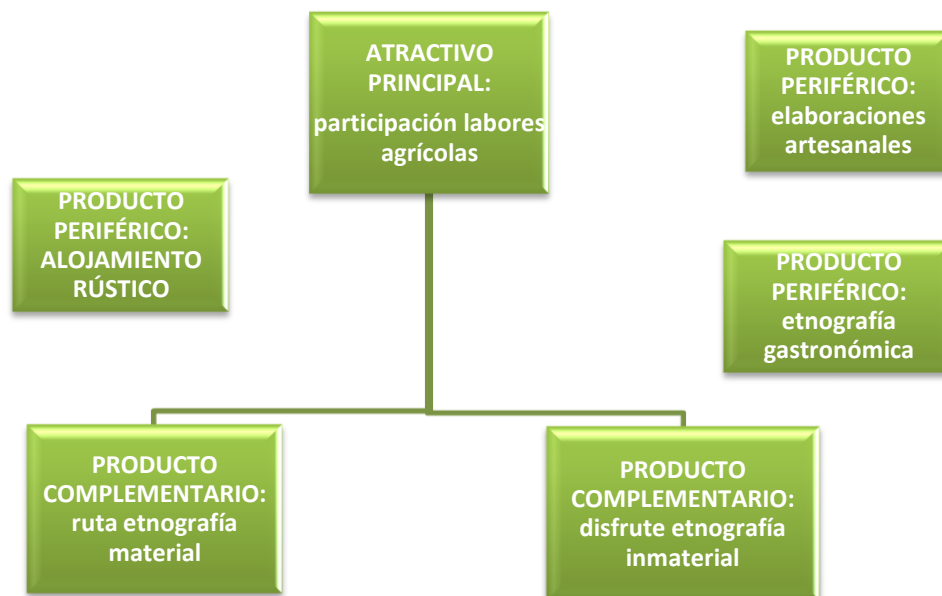 ATRACTIVO
PRINCIPAL:
participación labores
agrícolas
PRODUCTO
PERIFÉRICO:
elaboraciones
artesanales
PRODUCTO
PERIFÉRICO:
ALOJAMIENTO
RÚSTICO
PRODUCTO
PERIFÉRICO:
etnografía
gastronómica
PRODUCTO
COMPLEMENTARIO:
ruta etnografía
material
PRODUCTO
COMPLEMENTARIO:
disfrute etnografía
inmaterial